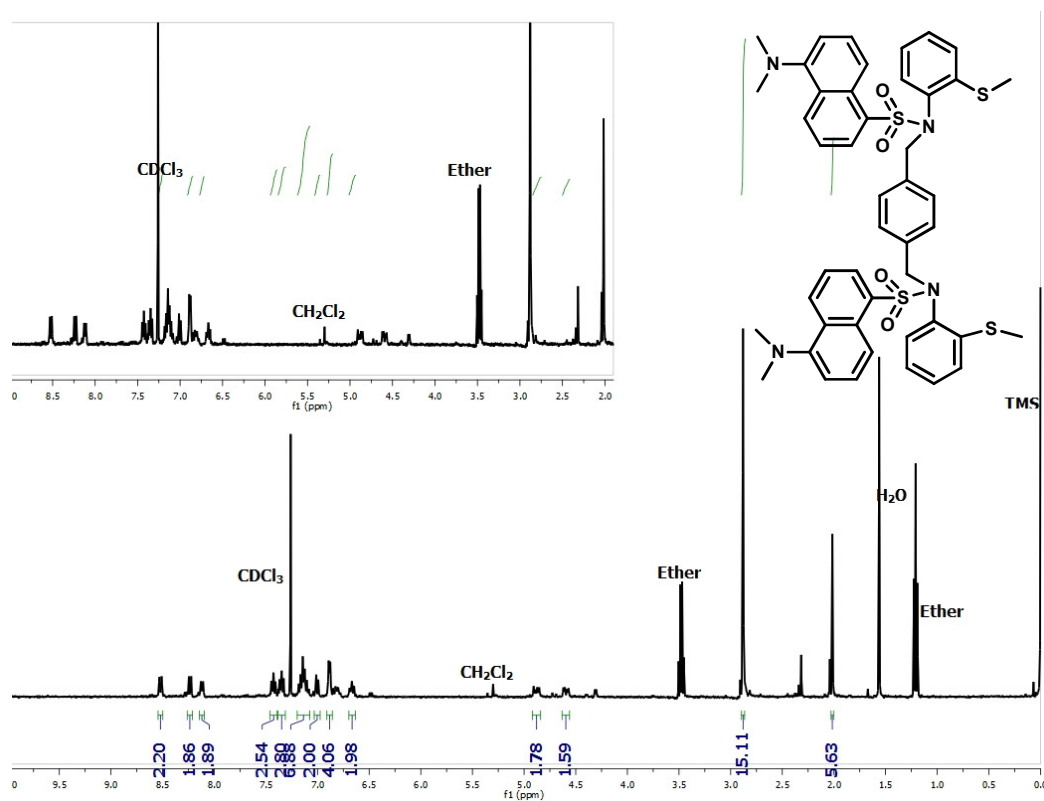 CDCl₃
Ether
CH₂Cl₂
0 8.5 8.0 7.5 7.0 6.5 6.0 5.5 5.0 4.5 4.0 3.5 3.0 2.5 2.0
f1 (ppm)
N
O
S
O
N
S
O
S
O
N
S
N
TMS
H₂O
CDCl₃
Ether
Ether
CH₂Cl₂
2.20 1.86 1.89 2.54 2.80 6.88 2.00 4.06 1.98 1.78 1.59 15.11 5.63
9.5 9.0 8.5 8.0 7.5 7.0 6.5 6.0 5.5 5.0 4.5 4.0 3.5 3.0 2.5 2.0 1.5 1.0 0.5 0.0
f1 (ppm)